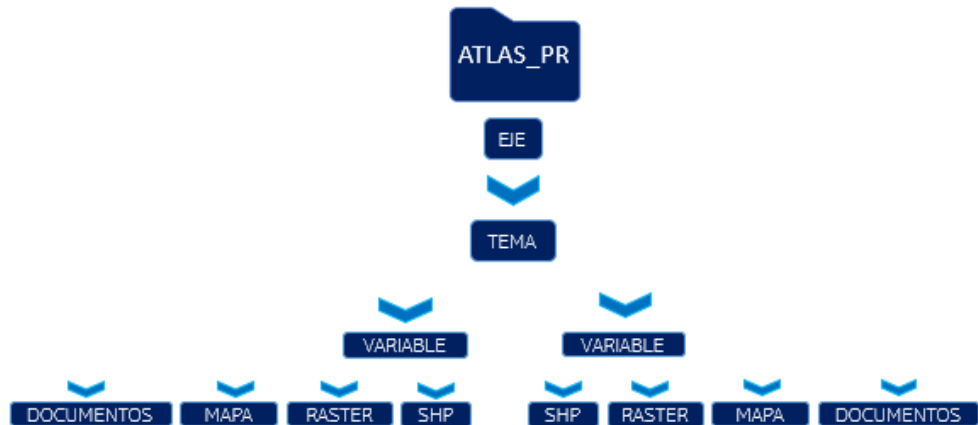 ATLAS_PR
EJE
TEMA
VARIABLE VARIABLE
DOCUMENTOS MAPA RASTER SHP SHP RASTER MAPA DOCUMENTOS